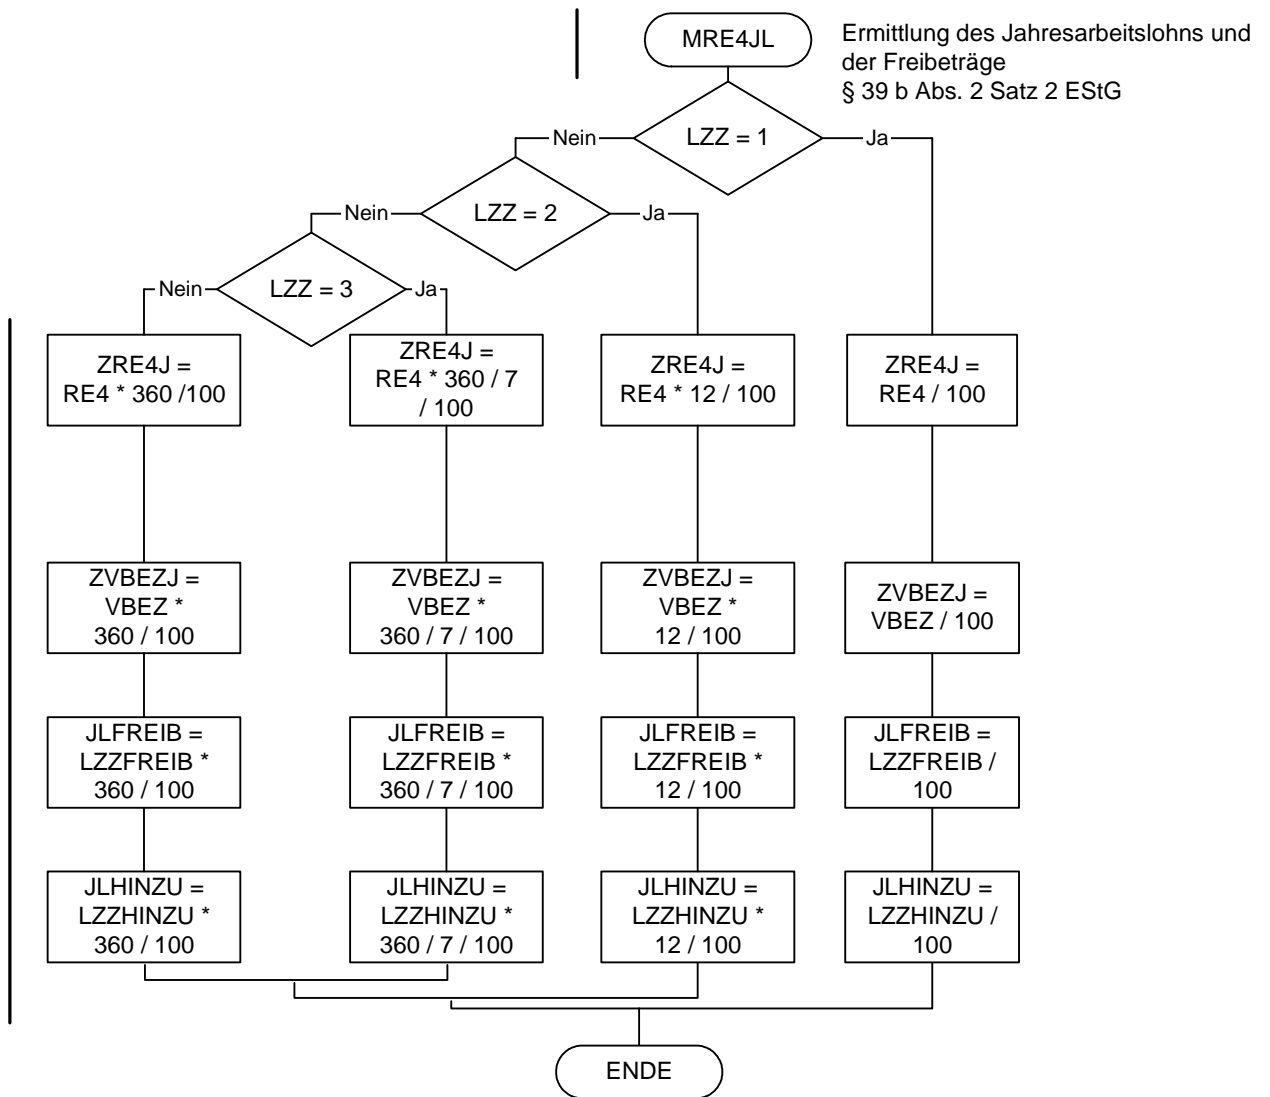 MRE4JL
Ermittlung des Jahresarbeitslohns und
der Freibeträge
§ 39 b Abs. 2 Satz 2 EStG
LZZ = 1
Nein
Ja
LZZ = 2
Nein
Ja
LZZ = 3
Nein
Ja
ZRE4J =
RE4 * 360 /100
ZRE4J =
RE4 * 360 / 7
/ 100
ZRE4J =
RE4 * 12 / 100
ZRE4J =
RE4 / 100
ZVBEZJ =
VBEZ *
360 / 100
ZVBEZJ =
VBEZ *
360 / 7 / 100
ZVBEZJ =
VBEZ *
12 / 100
ZVBEZJ =
VBEZ / 100
JLFREIB =
LZZFREIB *
360 / 100
JLFREIB =
LZZFREIB *
360 / 7 / 100
JLFREIB =
LZZFREIB *
12 / 100
JLFREIB =
LZZFREIB /
100
JLHINZU =
LZZHINZU *
360 / 100
JLHINZU =
LZZHINZU *
360 / 7 / 100
JLHINZU =
LZZHINZU *
12 / 100
JLHINZU =
LZZHINZU /
100
ENDE